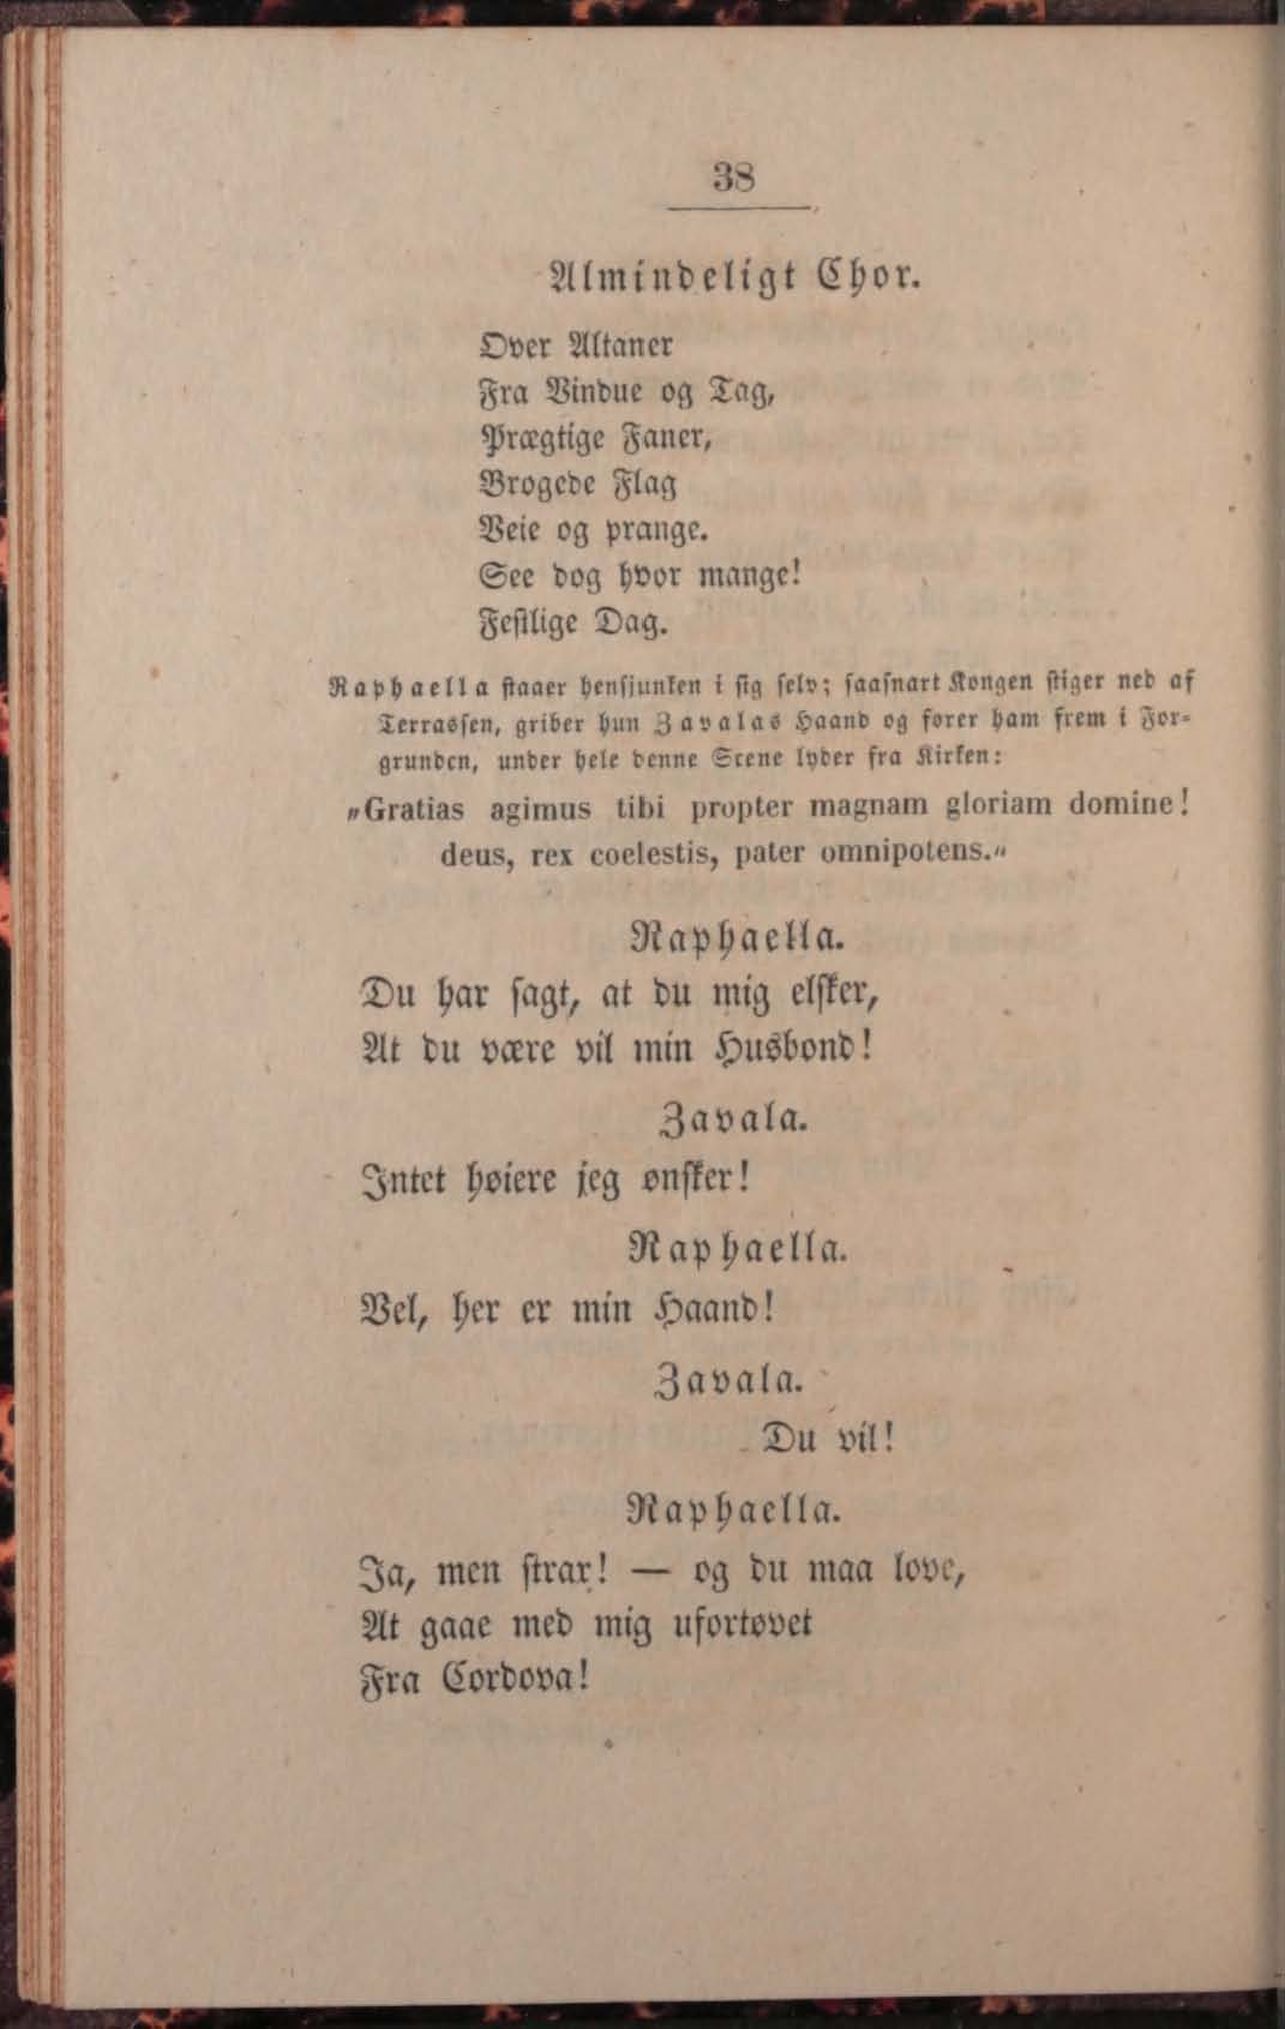 38
Almindeligt Chor.
Over Altaner
Fra Vindue og Tag,
Prægtige Faner,
Brogede Flag
Veie og prange.
See dog hvor mange!
Festlige Dag.
Raphaella staaer hensjunken i sig selv; saasnart Kongen stiger ned af
Terrassen, griber hun Zavalas Haand og fører ham frem i For-
grunden, under hele denne Scene lyder fra Kirken:
"Gratias agimus tibi propter magnam gloriam domine!
deus, rex coelestis, pater omnipotens."
Raphaella.
Du har sagt, at du mig elsker,
At du være vil min Husbond!
Zavala.
Intet høiere jeg ønsker!
Raphaella.
Vel, her er min Haand!
Zavala.
Du vil!
Raphaella.
Ja, men strax! — og du maa love,
At gaae med mig ufortøvet
Fra Cordova!